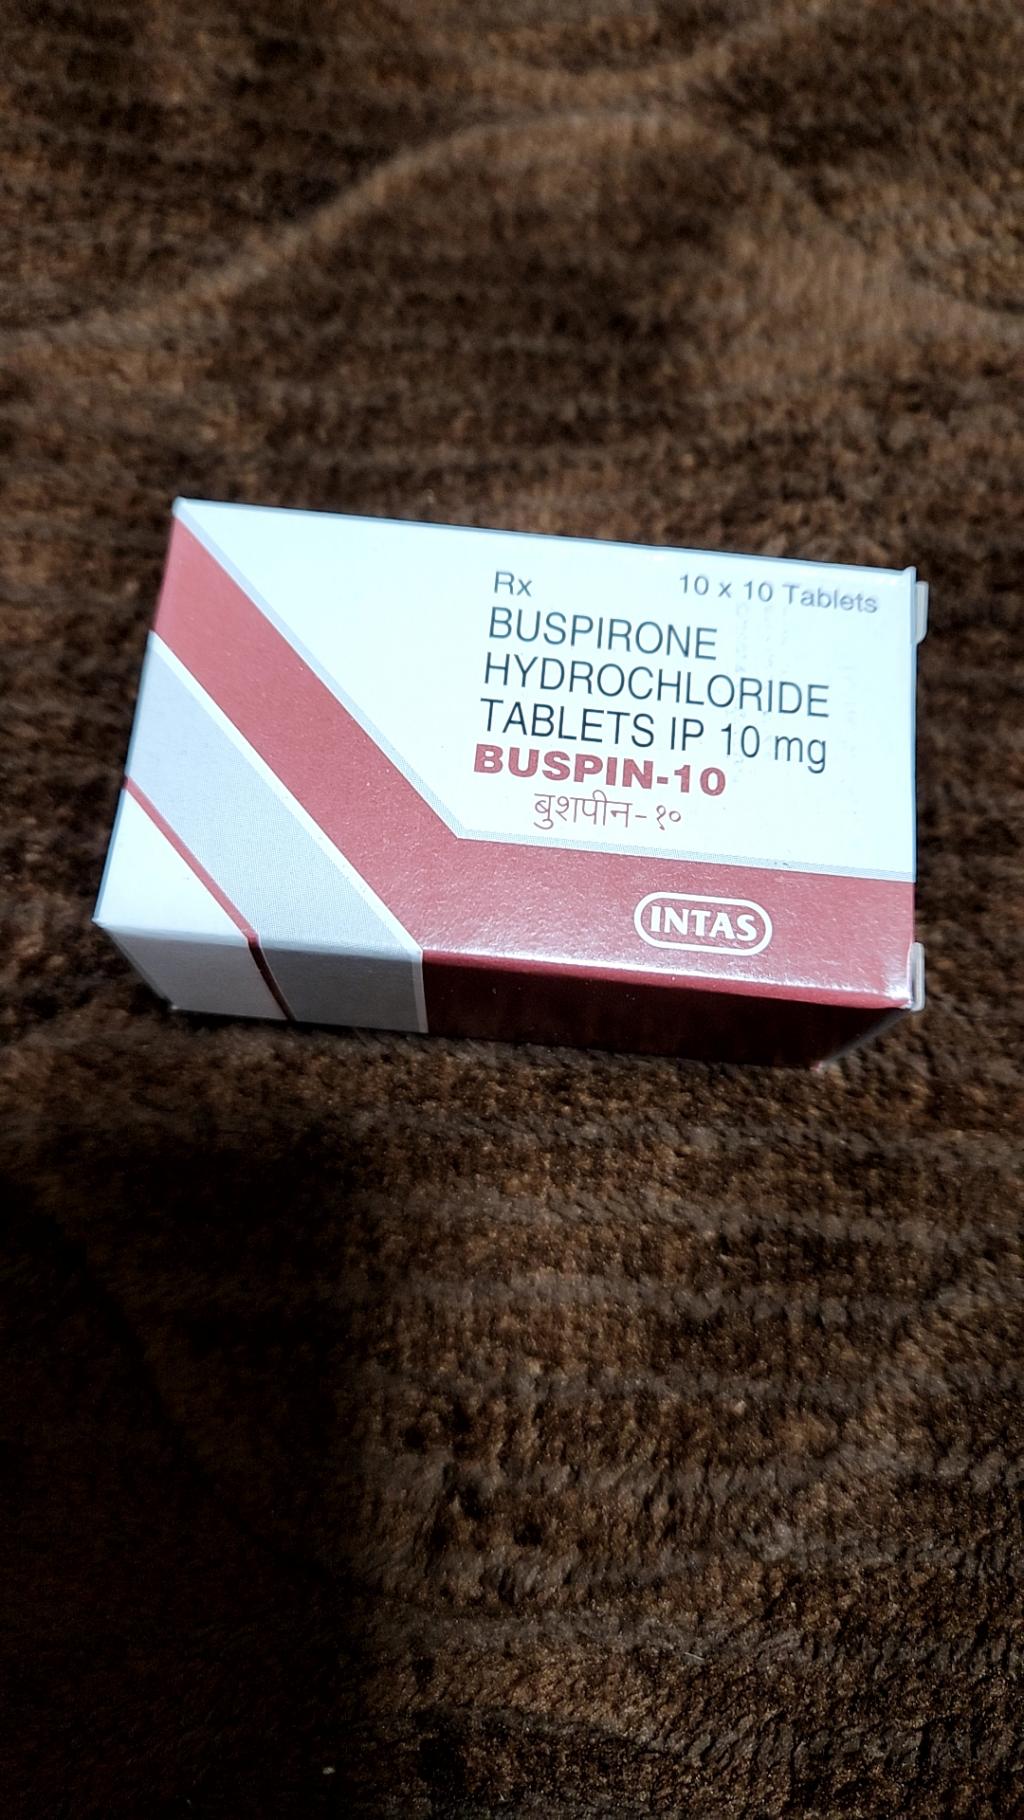 Rx 10 x 10 Tablets
BUSPIRONE
HYDROCHLORIDE
TABLETS IP 10 mg
BUSPIN-10
बुशपीन-१०
INTAS